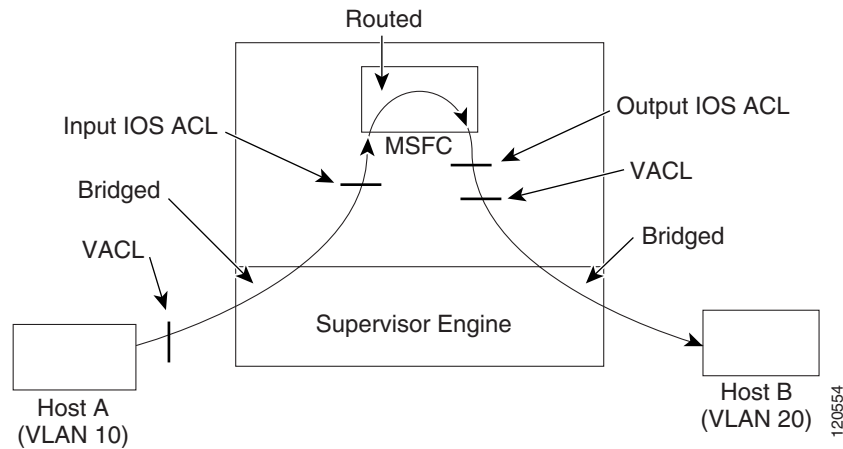 Routed
Input IOS ACL
MSFC
Output IOS ACL
VACL
Bridged
Bridged
VACL
Supervisor Engine
Host A
(VLAN 10)
Host B
(VLAN 20)
120554